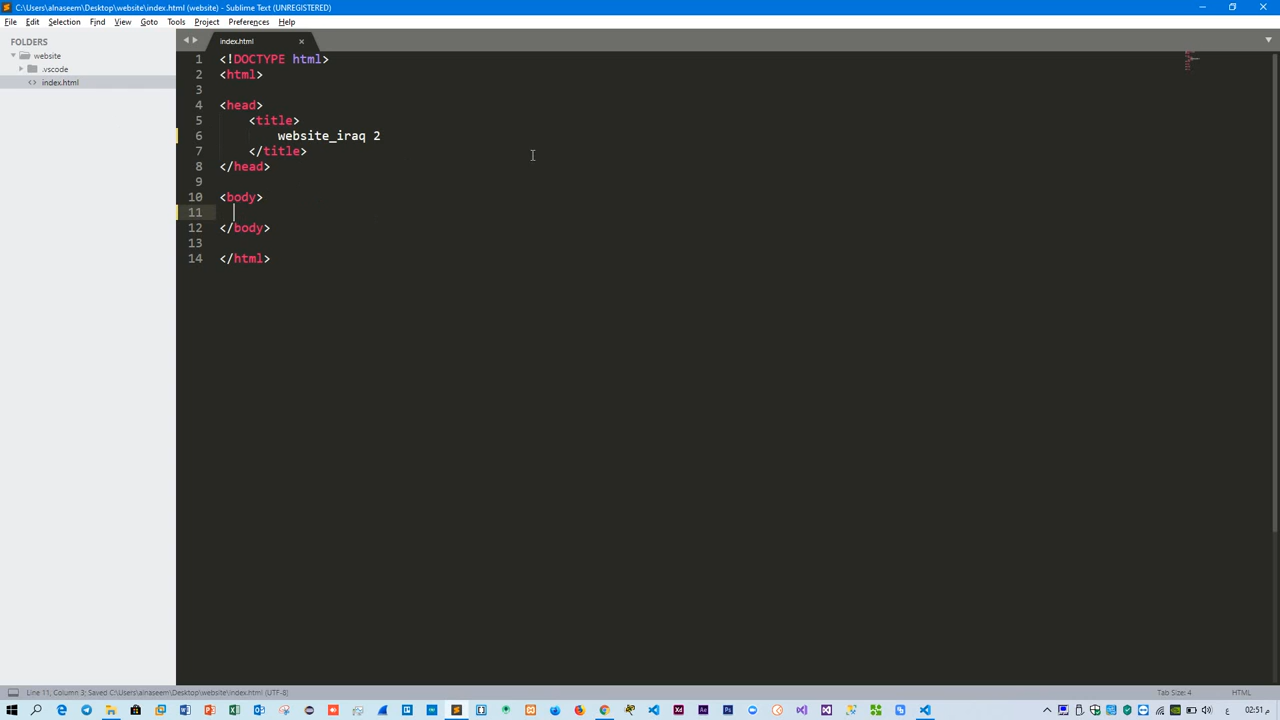 C:\Users\alnaseem\Desktop\website\index.html (website) - Sublime Text (UNREGISTERED)
File Edit Selection Find View Goto Tools Project Preferences Help
FOLDERS
website
.vscode
index.html
index.html
1 <!DOCTYPE html>
2 <html>
3
4 <head>
5 <title>
6 website_iraq 2
7 </title>
8 </head>
9
10 <body>
11
12 </body>
13
14 </html>
Line 11, Column 3; Saved C:\Users\alnaseem\Desktop\website\index.html (UTF-8)
Tab Size: 4
HTML
ع
02:51 م